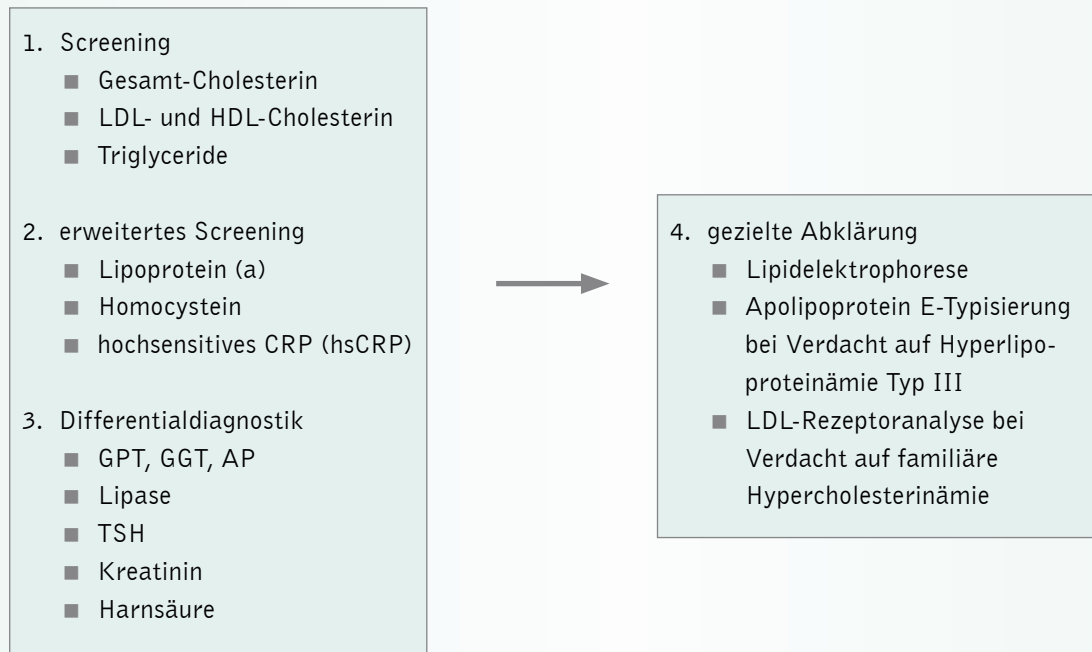 1. Screening
■ Gesamt-Cholesterin
■ LDL- und HDL-Cholesterin
■ Triglyceride
2. erweitertes Screening
■ Lipoprotein (a)
■ Homocystein
■ hochsensitives CRP (hsCRP)
3. Differentialdiagnostik
■ GPT, GGT, AP
■ Lipase
■ TSH
■ Kreatinin
■ Harnsäure
4. gezielte Abklärung
■ Lipidelektrophorese
■ Apolipoprotein E-Typisierung
bei Verdacht auf Hyperlipo-
proteinämie Typ III
■ LDL-Rezeptoranalyse bei
Verdacht auf familiäre
Hypercholesterinämie